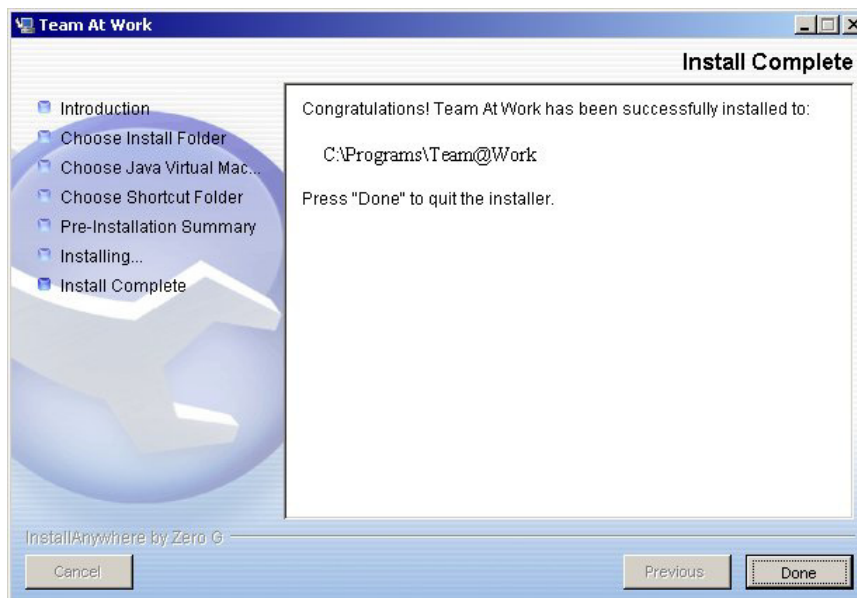 Team At Work
Install Complete
Introduction
Choose Install Folder
Choose Java Virtual Mac...
Choose Shortcut Folder
Pre-Installation Summary
Installing...
Install Complete
Congratulations! Team At Work has been successfully installed to:
C:\Programs\Team@Work
Press "Done" to quit the installer.
InstallAnywhere by Zero G
Cancel
Previous
Done